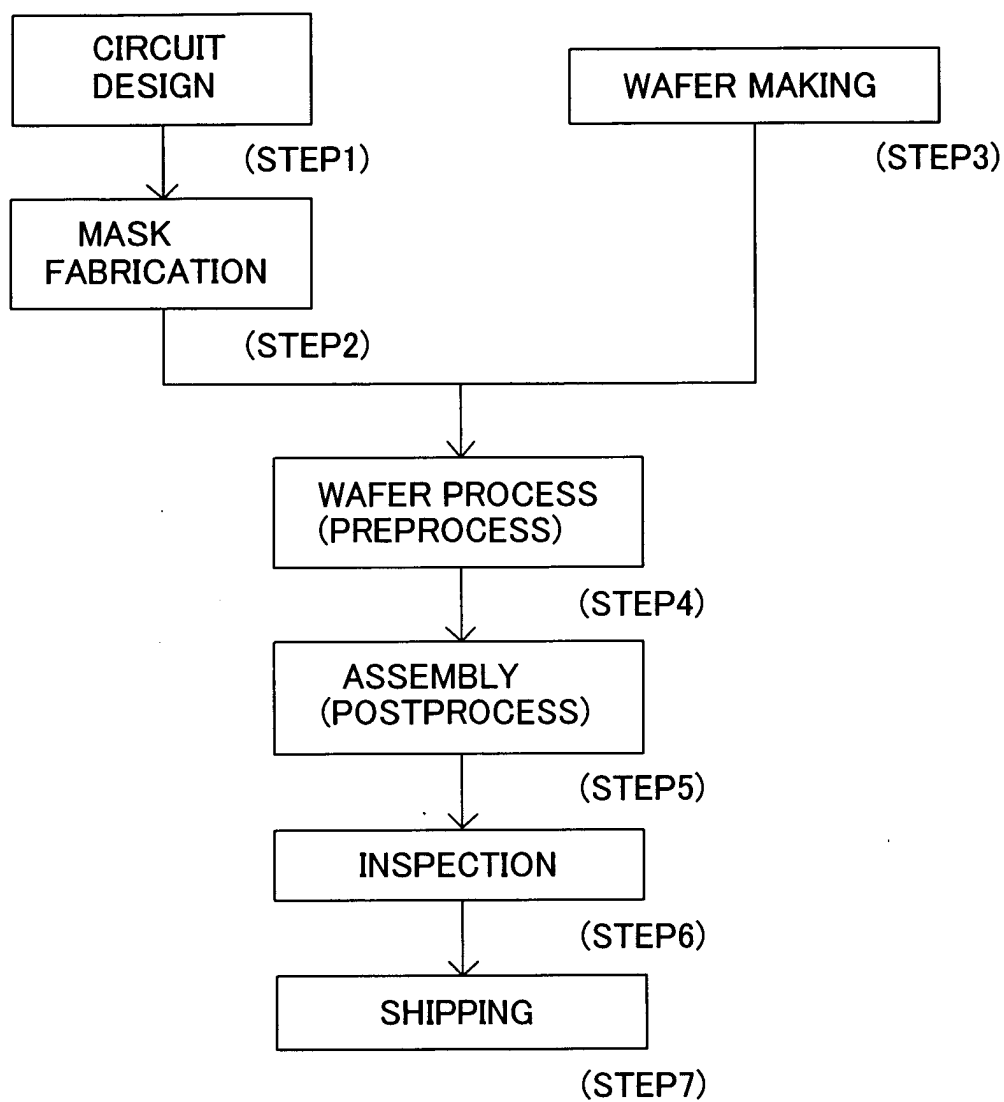 CIRCUIT
DESIGN
(STEP1)
MASK
FABRICATION
(STEP2)
WAFER MAKING
(STEP3)
WAFER PROCESS
(PREPROCESS)
(STEP4)
ASSEMBLY
(POSTPROCESS)
(STEP5)
INSPECTION
(STEP6)
SHIPPING
(STEP7)